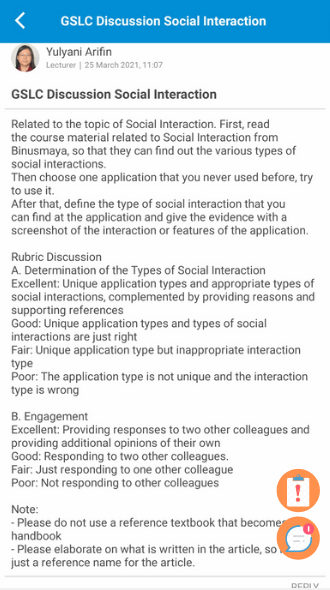 GSLC Discussion Social Interaction
Yulyani Arifin
Lecturer | 25 March 2021, 11:07
GSLC Discussion Social Interaction
Related to the topic of Social Interaction. First, read
the course material related to Social Interaction from
Binusmaya, so that they can find out the various types of
social interactions.
Then choose one application that you never used before, try
to use it.
After that, define the type of social interaction that you
can find at the application and give the evidence with a
screenshot of the interaction or features of the application.
Rubric Discussion
A. Determination of the Types of Social Interaction
Excellent: Unique application types and appropriate types of
social interactions, complemented by providing reasons and
supporting references
Good: Unique application types and types of social
interactions are just right
Fair: Unique application type but inappropriate interaction
type
Poor: The application type is not unique and the interaction
type is wrong
B. Engagement
Excellent: Providing responses to two other colleagues and
providing additional opinions of their own
Good: Responding to two other colleagues.
Fair: Just responding to one other colleague
Poor: Not responding to other colleagues
Note:
- Please do not use a reference textbook that becomes
handbook
- Please elaborate on what is written in the article, so
just a reference name for the article.
REPLY